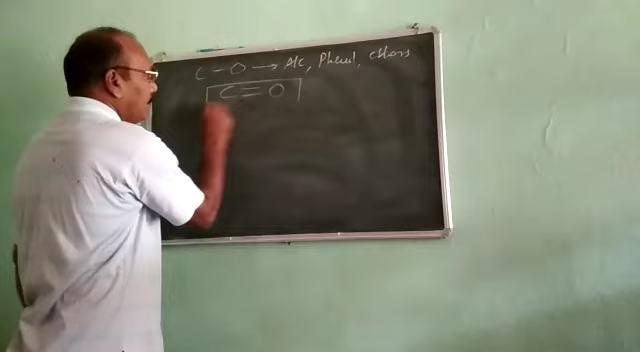 C - O → Alc, Phenol, ethers
C = O